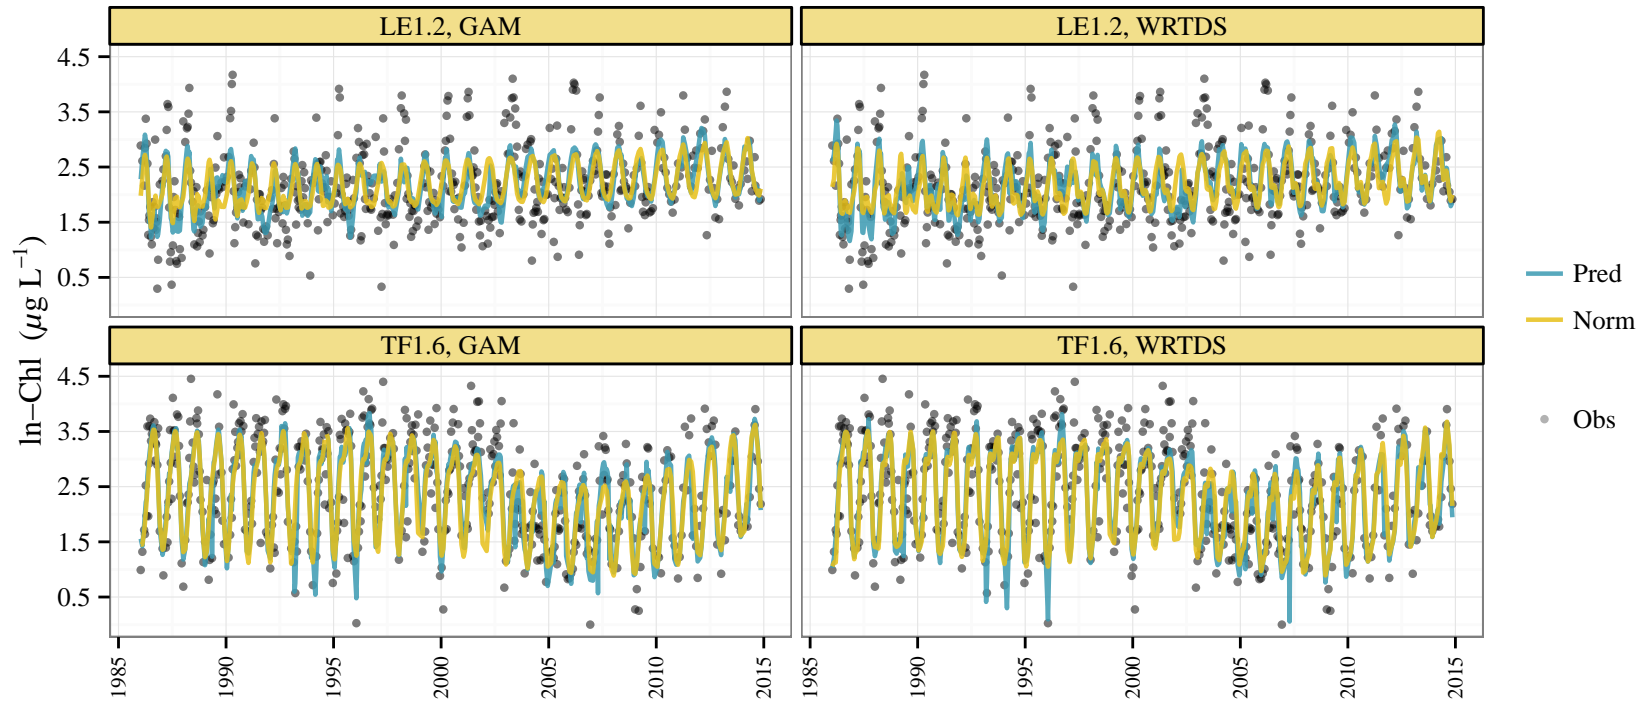 LE1.2, GAM
LE1.2, WRTDS
4.5
3.5
2.5
1.5
0.5
TF1.6, GAM
TF1.6, WRTDS
4.5
3.5
2.5
1.5
0.5
ln−Chl (μg L⁻¹)
1985 1990 1995 2000 2005 2010 2015
1985 1990 1995 2000 2005 2010 2015
Pred
Norm
Obs